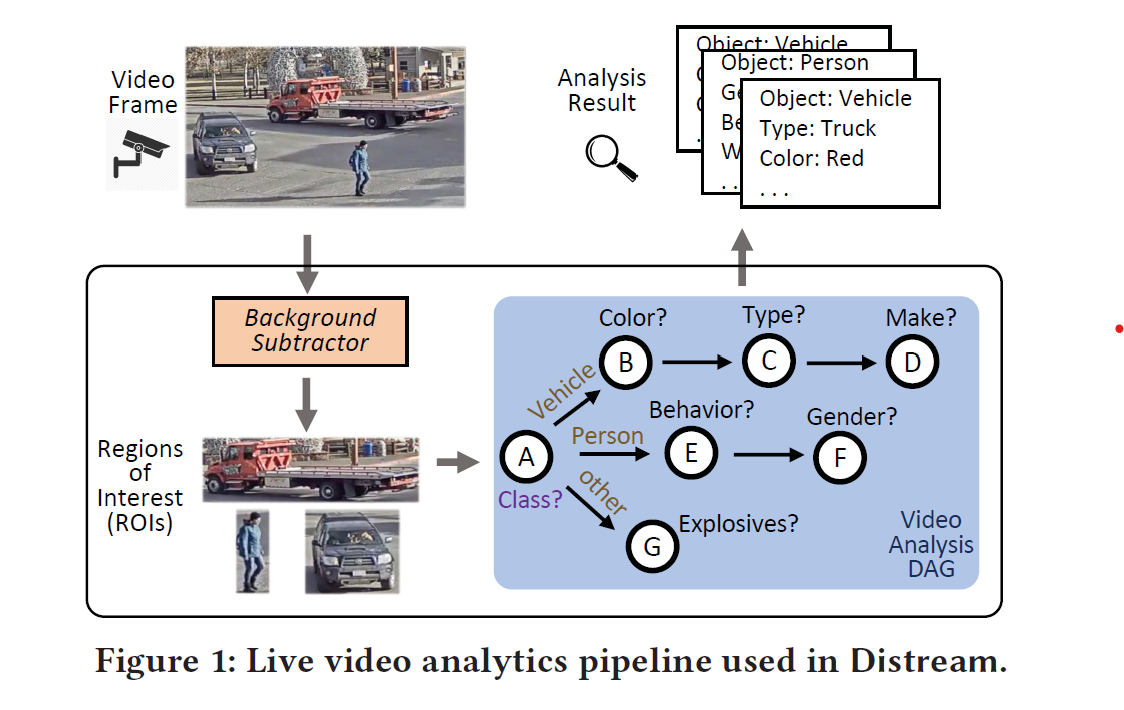 Video
Frame
Analysis
Result
Object: Vehicle
Object: Person
Ge
Be
W
. .
Object: Vehicle
Type: Truck
Color: Red
. . .
Background
Subtractor
Regions
of
Interest
(ROIs)
Color?
Type?
Make?
B
C
D
Vehicle
Behavior?
Gender?
Person
A
E
F
Class?
other
G
Explosives?
Video
Analysis
DAG
Figure 1: Live video analytics pipeline used in Distream.